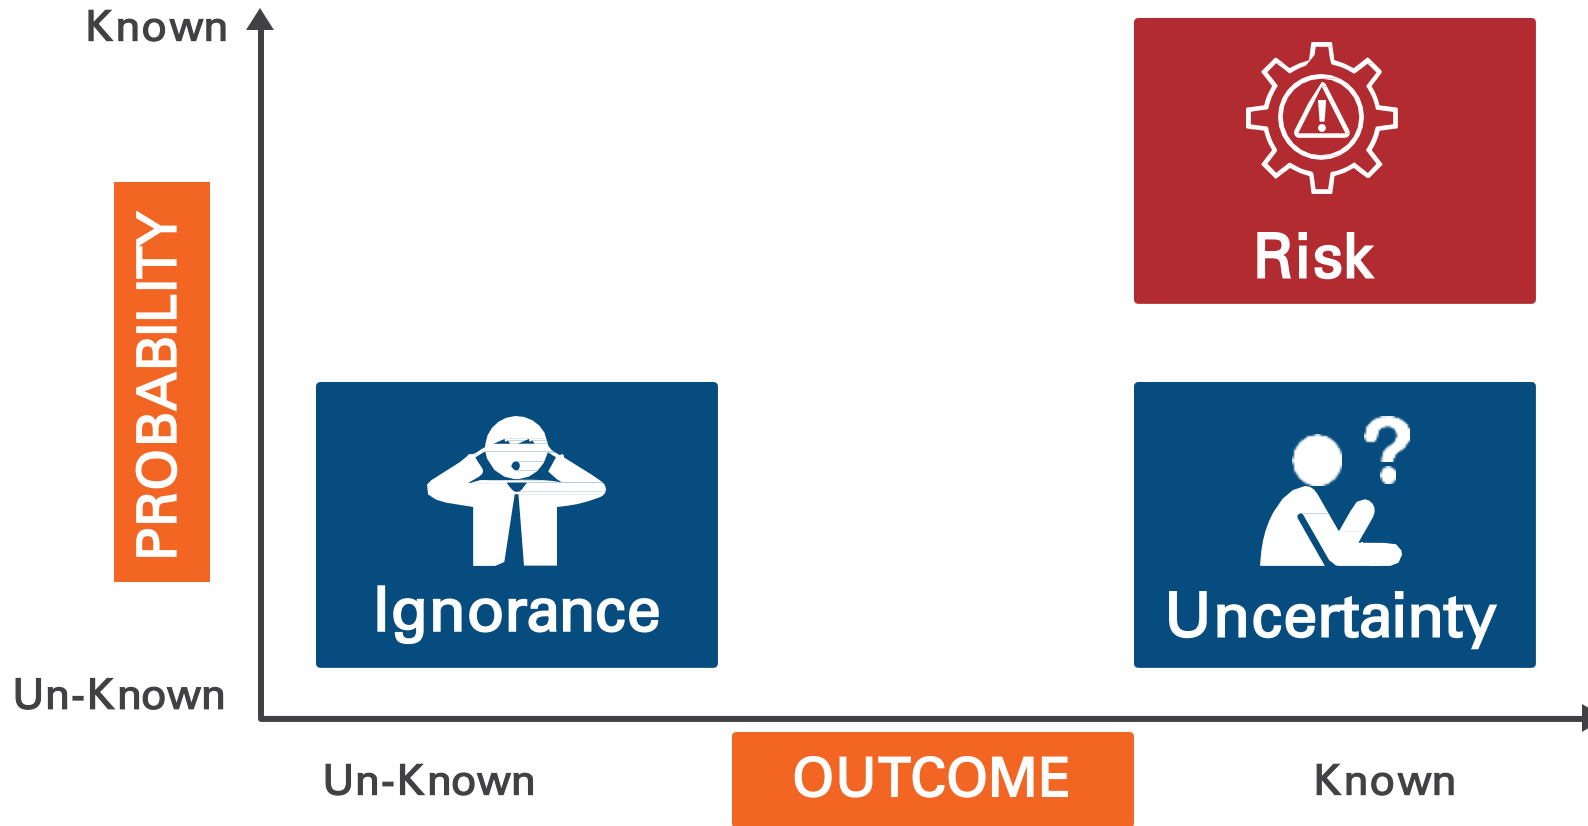 Known
Risk
PROBABILITY
Ignorance
Uncertainty
Un-Known
Un-Known
OUTCOME
Known